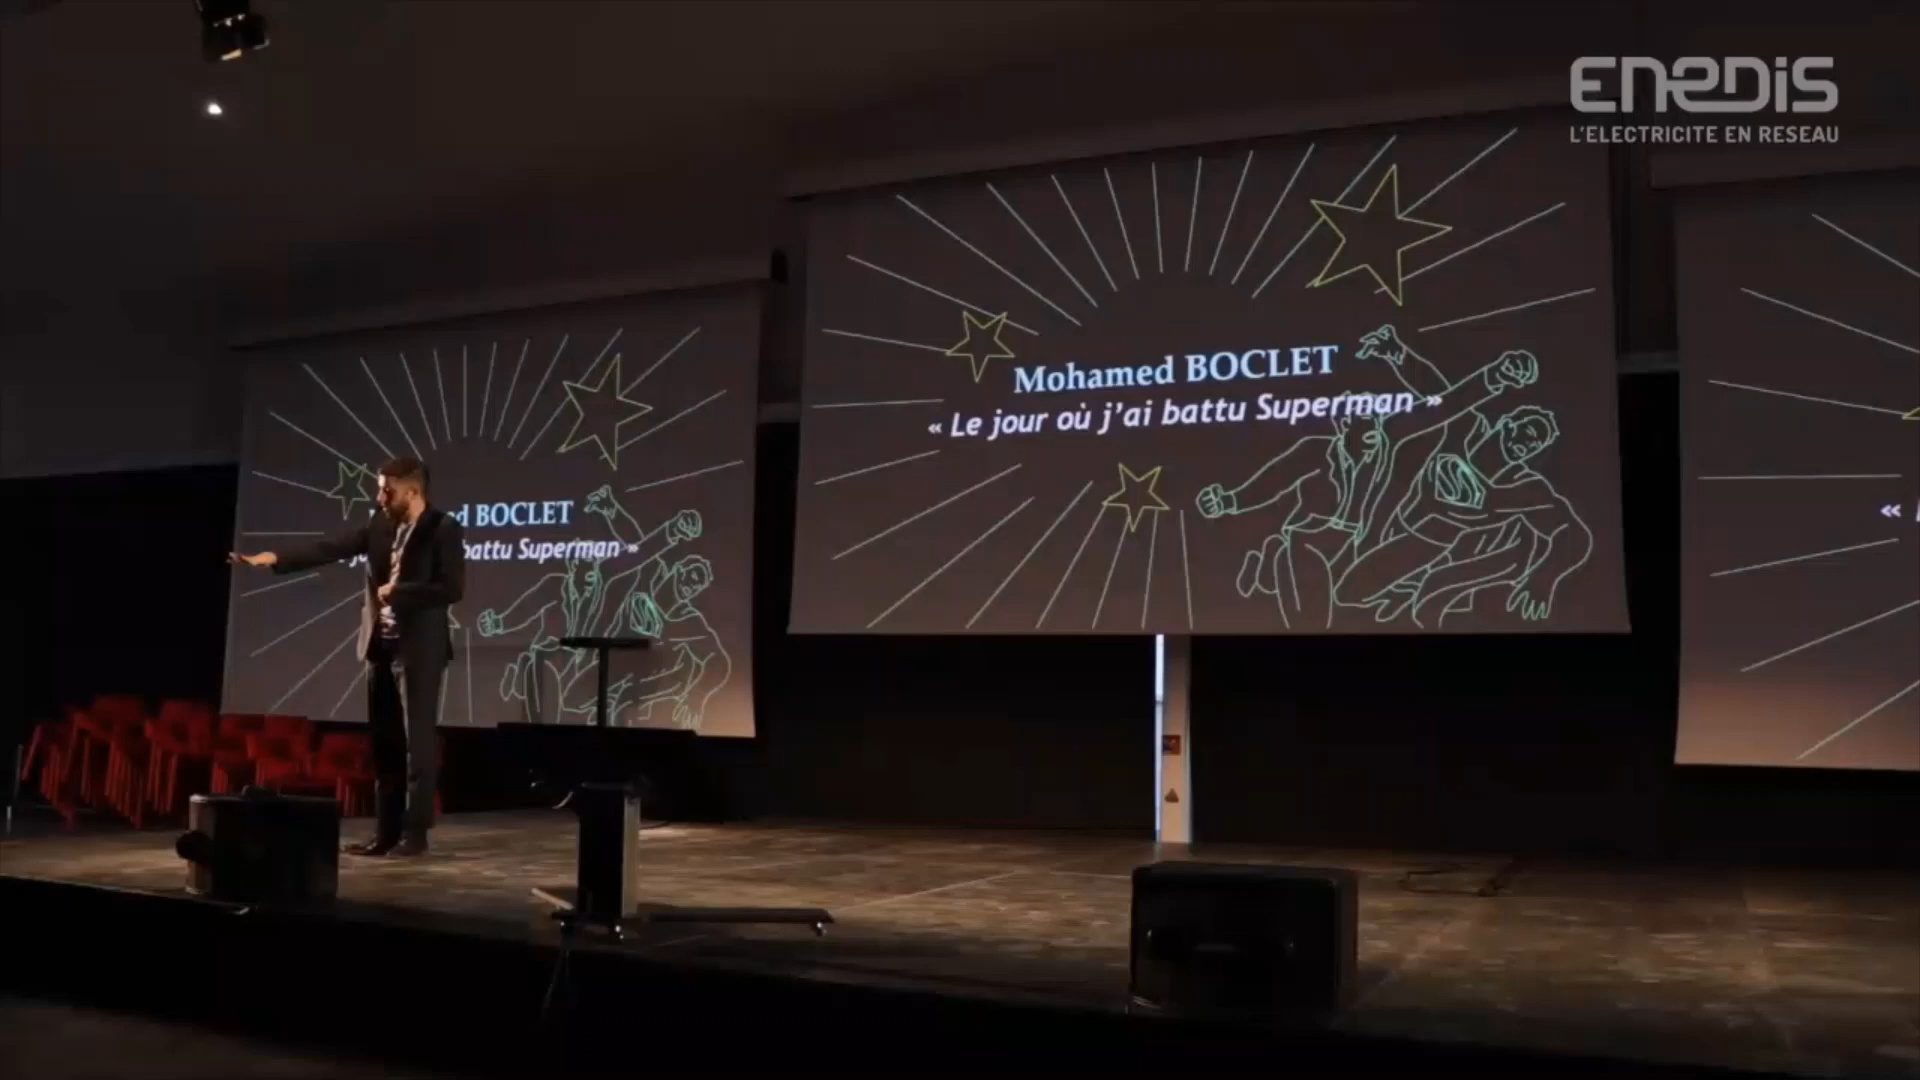 ENEDIS
L'ELECTRICITE EN RESEAU
Mohamed BOCLET
« Le jour où j'ai battu Superman »
S
d BOCLET
battu Superman »
S
«